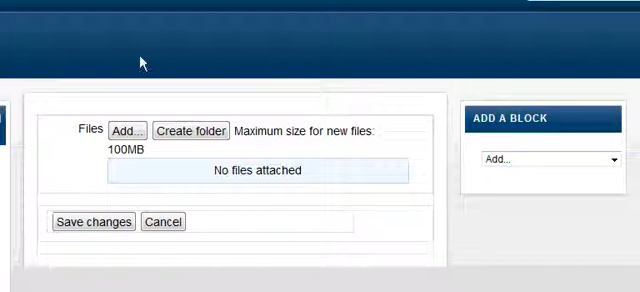 Files Add... Create folder Maximum size for new files:
100MB
No files attached
Save changes Cancel
ADD A BLOCK
Add...